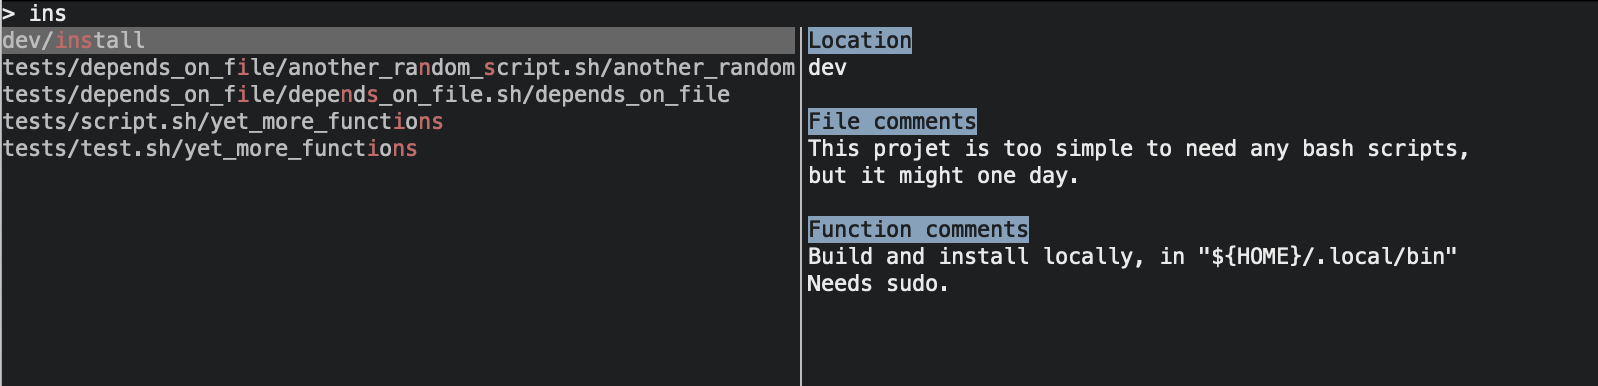 > ins
dev/install
tests/depends_on_file/another_random_script.sh/another_random
tests/depends_on_file/depends_on_file.sh/depends_on_file
tests/script.sh/yet_more_functions
tests/test.sh/yet_more_functions
Location
dev
File comments
This projet is too simple to need any bash scripts,
but it might one day.
Function comments
Build and install locally, in "${HOME}/.local/bin"
Needs sudo.